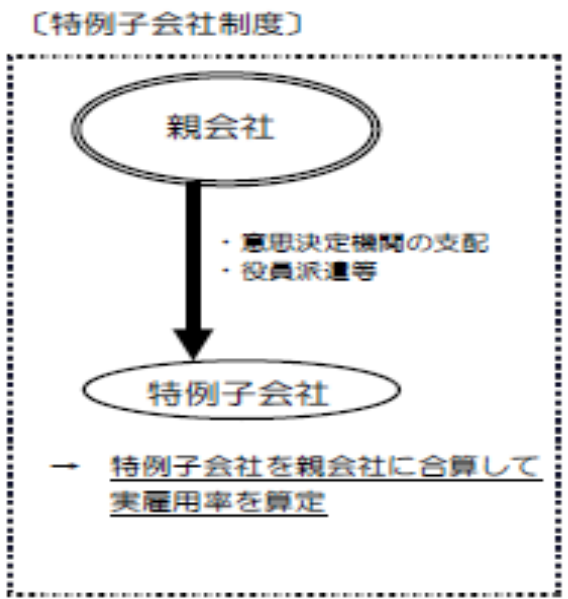 〔特例子会社制度〕
親会社
・意思決定機関の支配
・役員派遣等
特例子会社
→ 特例子会社を親会社に合算して
実雇用率を算定